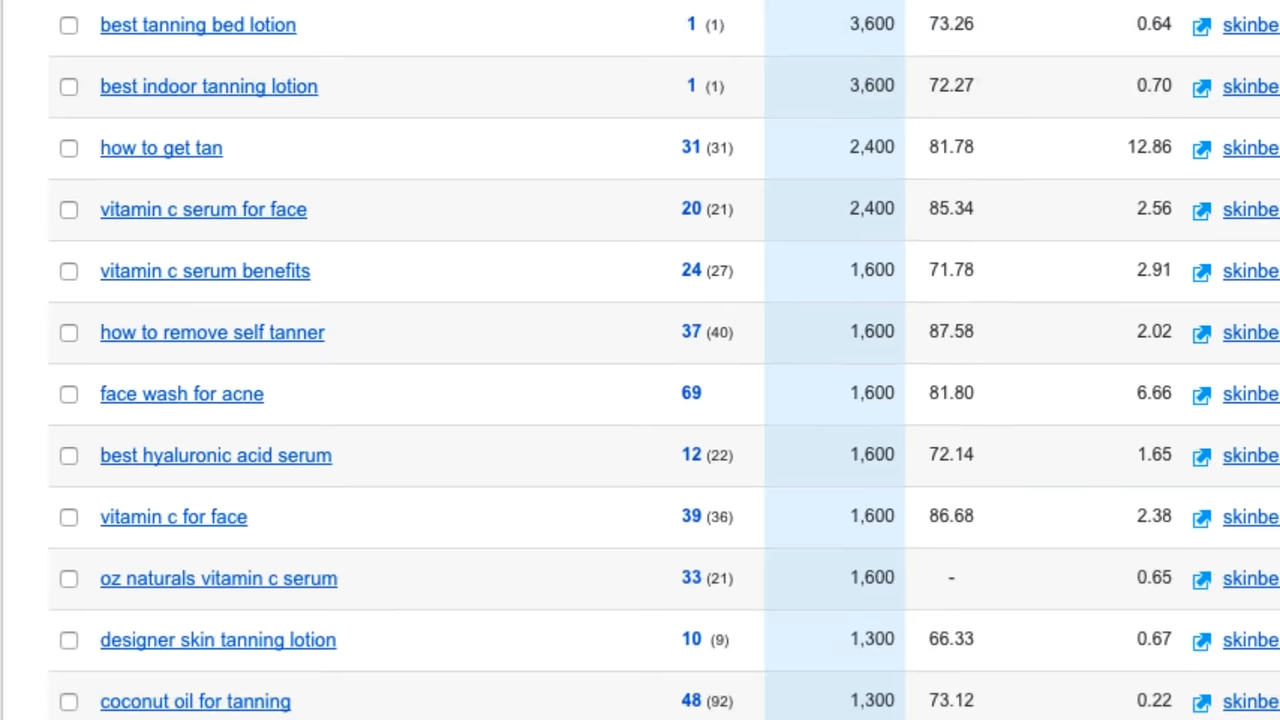 best tanning bed lotion 1 (1) 3,600 73.26 0.64 skinbe
best indoor tanning lotion 1 (1) 3,600 72.27 0.70 skinbe
how to get tan 31 (31) 2,400 81.78 12.86 skinbe
vitamin c serum for face 20 (21) 2,400 85.34 2.56 skinbe
vitamin c serum benefits 24 (27) 1,600 71.78 2.91 skinbe
how to remove self tanner 37 (40) 1,600 87.58 2.02 skinbe
face wash for acne 69 1,600 81.80 6.66 skinbe
best hyaluronic acid serum 12 (22) 1,600 72.14 1.65 skinbe
vitamin c for face 39 (36) 1,600 86.68 2.38 skinbe
oz naturals vitamin c serum 33 (21) 1,600 - 0.65 skinbe
designer skin tanning lotion 10 (9) 1,300 66.33 0.67 skinbe
coconut oil for tanning 48 (92) 1,300 73.12 0.22 skinbe